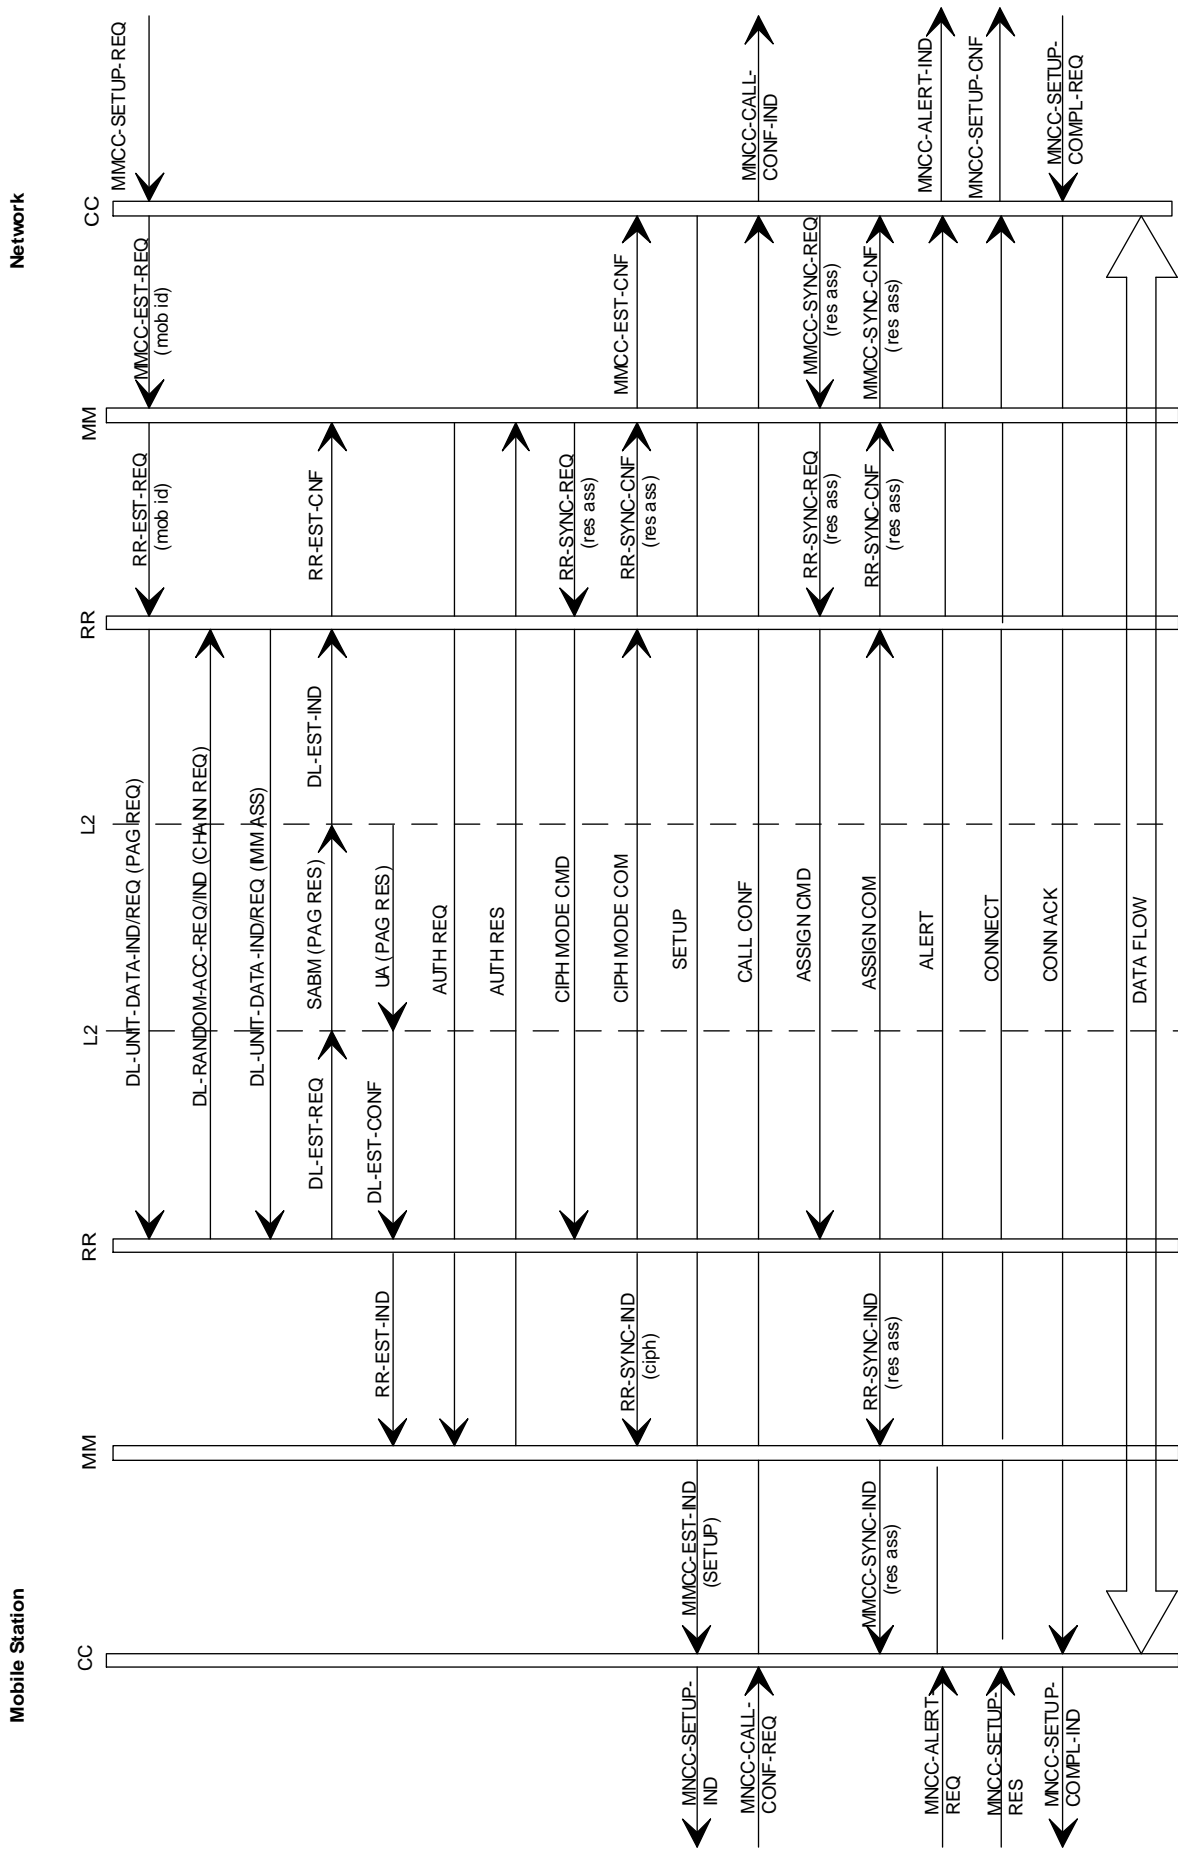 Mobile Station
Network
CC
MM
RR
L2
L2
RR
MM
CC
MMCC-SETUP-REQ
MMCC-EST-REQ
(mob id)
RR-EST-REQ
(mob id)
DL-UNIT-DATA-IND/REQ (PAG REQ)
DL-RANDOM-ACC-REQ/IND (CHANN REQ)
DL-UNIT-DATA-IND/REQ (IMM ASS)
DL-EST-REQ
SABM (PAG RES)
DL-EST-IND
RR-EST-CNF
RR-EST-IND
DL-EST-CONF
UA (PAG RES)
AUTH REQ
AUTH RES
CIPH MODE CMD
RR-SYNC-REQ
(res ass)
RR-SYNC-IND
(ciph)
CIPH MODE COM
RR-SYNC-CNF
(res ass)
MMCC-EST-CNF
MNCC-SETUP-
IND
MMCC-EST-IND
(SETUP)
SETUP
MNCC-CALL-
CONF-REQ
CALL CONF
MNCC-CALL-
CONF-IND
ASSIGN CMD
RR-SYNC-REQ
(res ass)
MMCC-SYNC-REQ
(res ass)
MMCC-SYNC-IND
(res ass)
RR-SYNC-IND
(res ass)
ASSIGN COM
RR-SYNC-CNF
(res ass)
MMCC-SYNC-CNF
(res ass)
MNCC-ALERT-
REQ
ALERT
MNCC-ALERT-IND
MNCC-SETUP-
RES
CONNECT
MNCC-SETUP-CNF
MNCC-SETUP-
COMPL-IND
CONN ACK
MNCC-SETUP-
COMPL-REQ
DATA FLOW